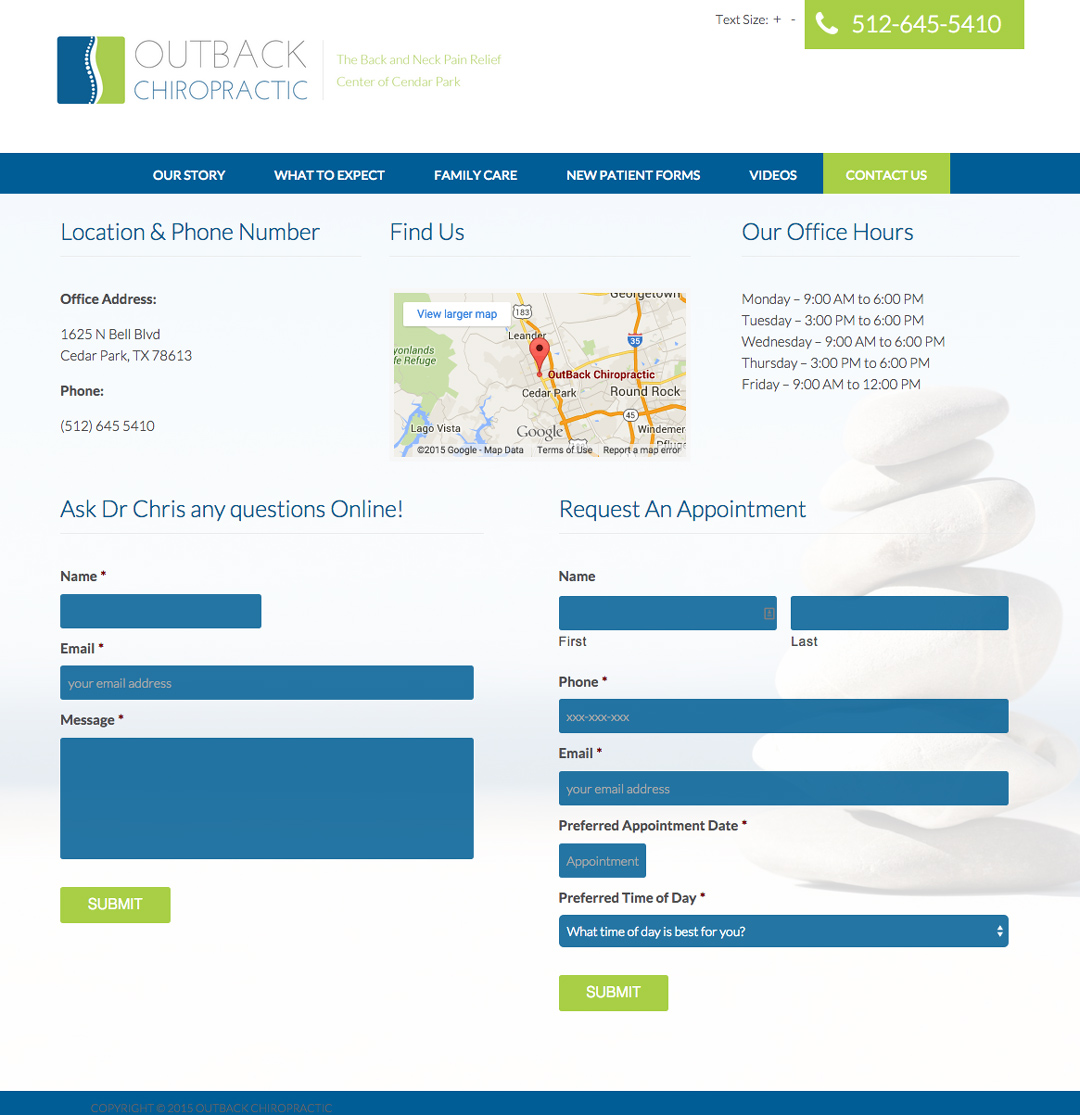 Text Size: + -
512-645-5410
OUTBACK
CHIROPRACTIC
The Back and Neck Pain Relief
Center of Cendar Park
OUR STORY
WHAT TO EXPECT
FAMILY CARE
NEW PATIENT FORMS
VIDEOS
CONTACT US
Location & Phone Number
Office Address:
1625 N Bell Blvd
Cedar Park, TX 78613
Phone:
(512) 645 5410
Find Us
Georgetown
View larger map
183
Leander
35
yonlands
fe Refuge
OutBack Chiropractic
Cedar Park
Round Rock
45
Lago Vista
Google
Windemer
Pflug
©2015 Google - Map Data
Terms of Use
Report a map error
Our Office Hours
Monday – 9:00 AM to 6:00 PM
Tuesday – 3:00 PM to 6:00 PM
Wednesday – 9:00 AM to 6:00 PM
Thursday – 3:00 PM to 6:00 PM
Friday – 9:00 AM to 12:00 PM
Ask Dr Chris any questions Online!
Name *
Email *
your email address
Message *
SUBMIT
Request An Appointment
Name
First
Last
Phone *
xxx-xxx-xxx
Email *
your email address
Preferred Appointment Date *
Appointment
Preferred Time of Day *
What time of day is best for you?
SUBMIT
COPYRIGHT © 2015 OUTBACK CHIROPRACTIC